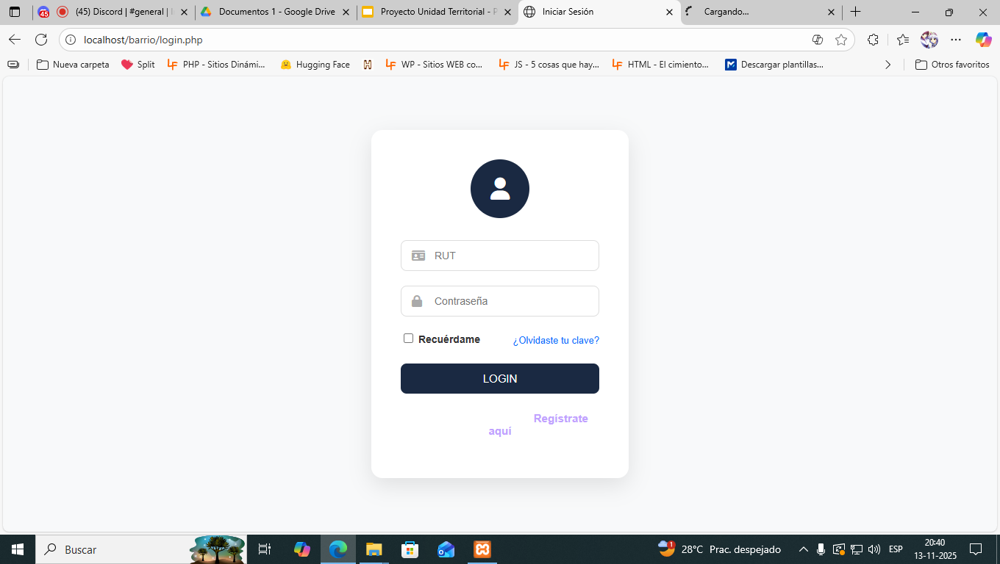 (45) Discord | #general |
Documentos 1 - Google Drive
Proyecto Unidad Territorial - P
Iniciar Sesión
Cargando...
45
localhost/barrio/login.php
Nueva carpeta
Split
PHP - Sitios Dinámi...
Hugging Face
WP - Sitios WEB co...
JS - 5 cosas que hay...
HTML - El cimiento...
Descargar plantillas...
Otros favoritos
RUT
Contraseña
Recuérdame
¿Olvidaste tu clave?
LOGIN
Regístrate
aquí
Buscar
1
28°C Prac. despejado
ESP
20:40
13-11-2025